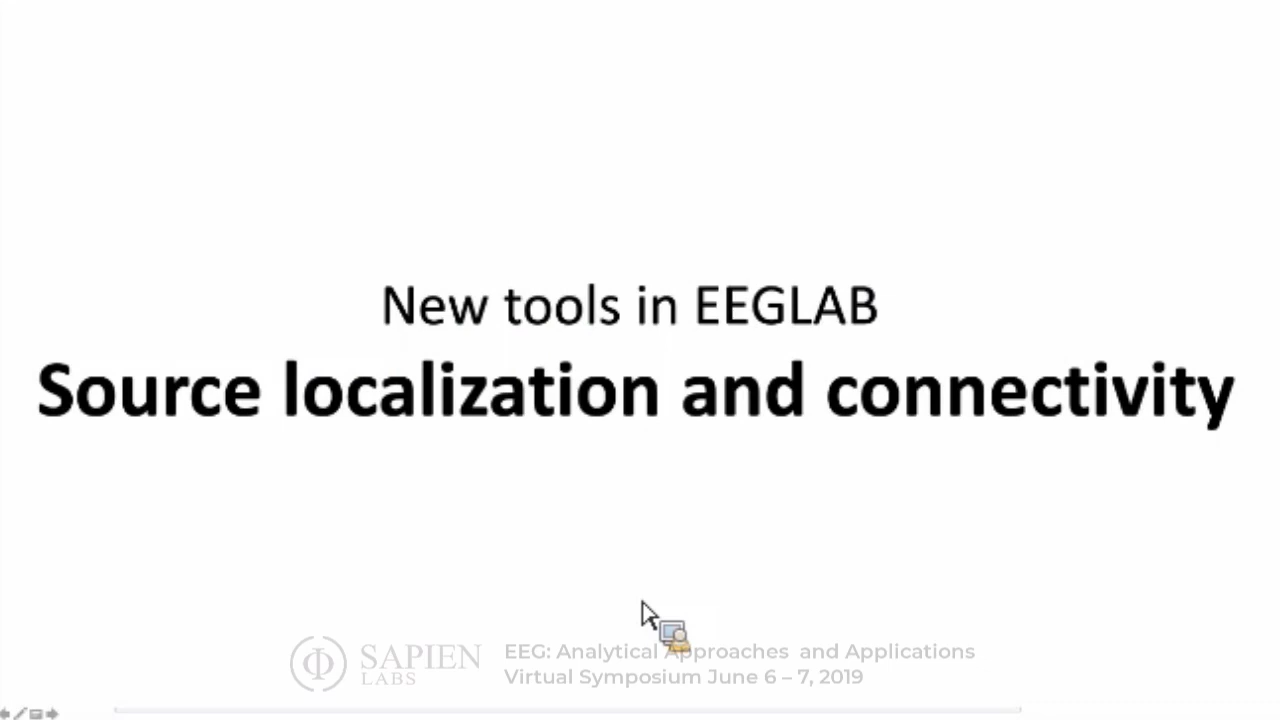 New tools in EEGLAB
Source localization and connectivity
SAPIEN
LABS
EEG: Analytical Approaches and Applications
Virtual Symposium June 6 – 7, 2019